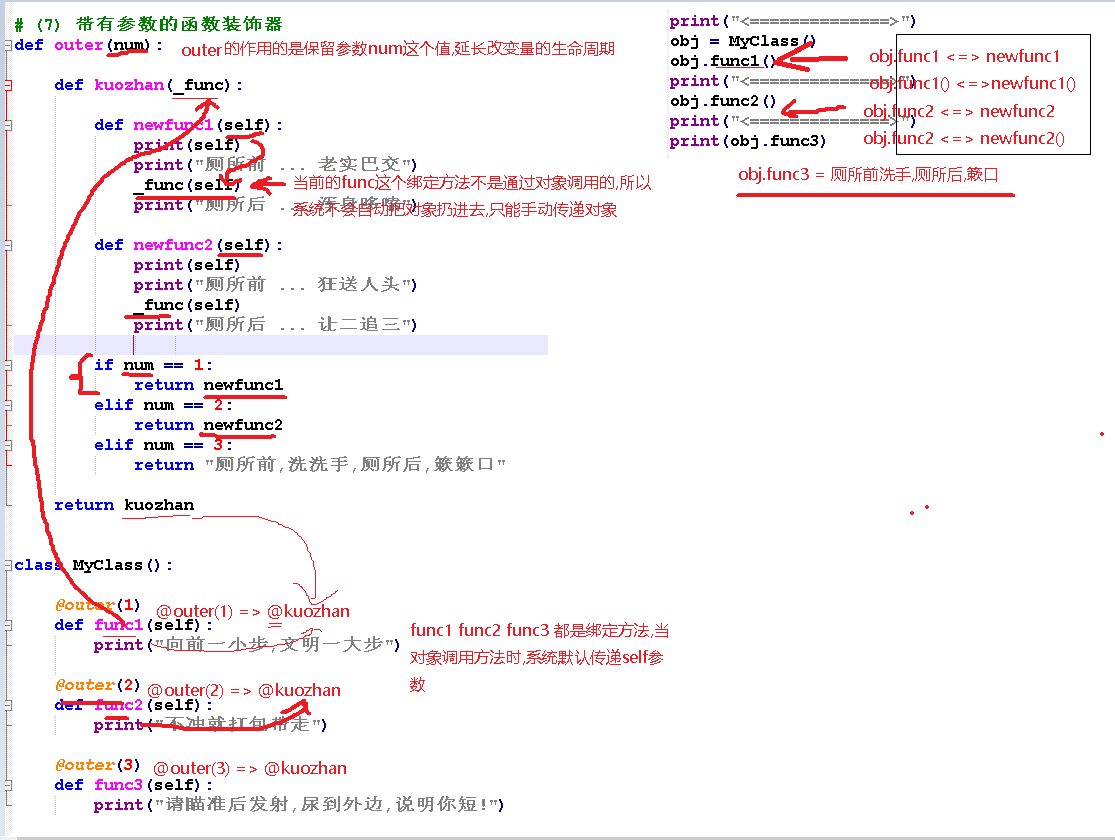 # (7) 带有参数的函数装饰器
def outer(num):
outer的作用的是保留参数num这个值,延长改变量的生命周期
def kuozhan(_func):
def newfunc1(self):
print(self)
print("厕所前 ... 老实巴交")
_func(self)
print("厕所后 ... 浑身哆嗦")
当前的func这个绑定方法不是通过对象调用的,所以
系统不会自动把对象扔进去,只能手动传递对象
def newfunc2(self):
print(self)
print("厕所前 ... 狂送人头")
_func(self)
print("厕所后 ... 让二追三")
if num == 1:
return newfunc1
elif num == 2:
return newfunc2
elif num == 3:
return "厕所前,洗洗手,厕所后,簌簌口"
return kuozhan
class MyClass():
@outer(1)
@outer(1) => @kuozhan
def func1(self):
print("向前一小步,文明一大步")
func1 func2 func3 都是绑定方法,当
对象调用方法时,系统默认传递self参
数
@outer(2)
@outer(2) => @kuozhan
def func2(self):
print("不冲就打包带走")
@outer(3)
@outer(3) => @kuozhan
def func3(self):
print("请瞄准后发射,尿到外边,说明你短!")
print("<==============>")
obj = MyClass()
obj.func1()
print("<==============>")
obj.func2()
print("<==============>")
print(obj.func3)
obj.func1 <=> newfunc1
obj.func1() <=>newfunc1()
obj.func2 <=> newfunc2
obj.func2 <=> newfunc2()
obj.func3 = 厕所前洗手,厕所后,簌口